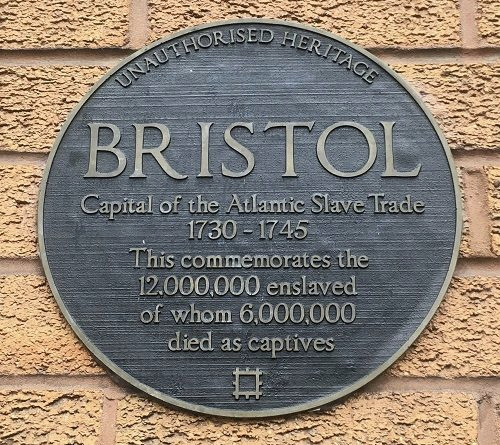 UNAUTHORISED HERITAGE
BRISTOL
Capital of the Atlantic Slave Trade
1730 - 1745
This commemorates the
12,000,000 enslaved
of whom 6,000,000
died as captives